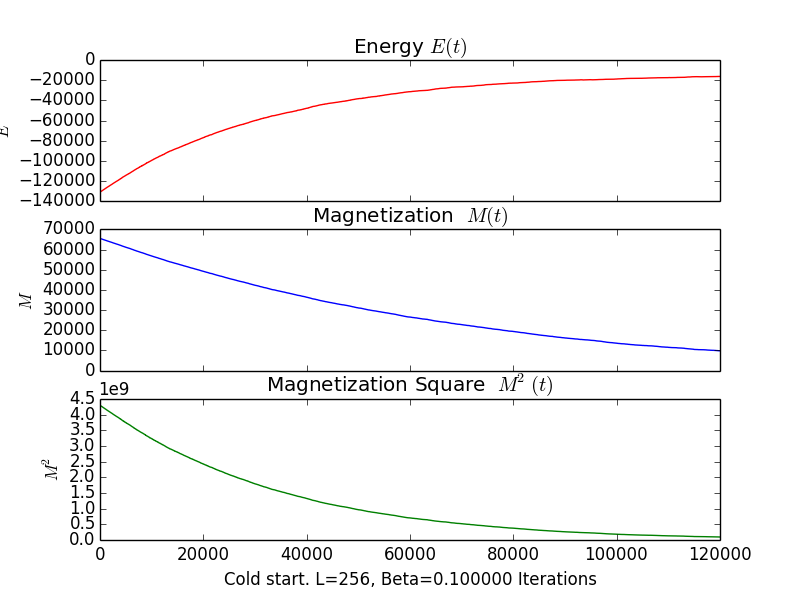 Energy E(t)
0
−20000
−40000
−60000
−80000
−100000
−120000
−140000
E
Magnetization M(t)
70000
60000
50000
40000
30000
20000
10000
0
M
Magnetization Square M² (t)
1e9
4.5
4.0
3.5
3.0
2.5
2.0
1.5
1.0
0.5
0.0
M²
0 20000 40000 60000 80000 100000 120000
Cold start. L=256, Beta=0.100000 Iterations